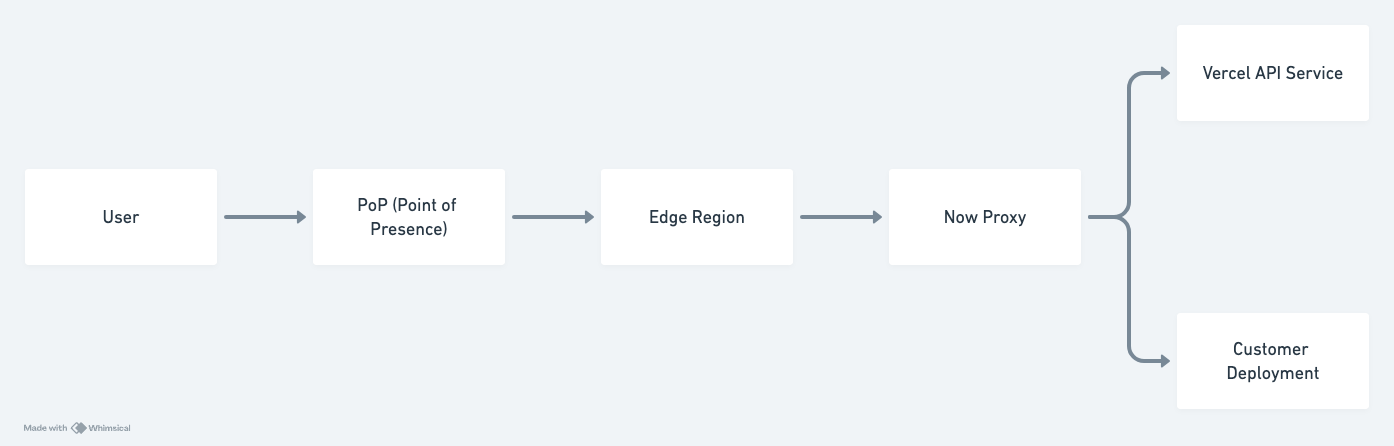 User
PoP (Point of
Presence)
Edge Region
Now Proxy
Vercel API Service
Customer
Deployment
Made with Whimsical